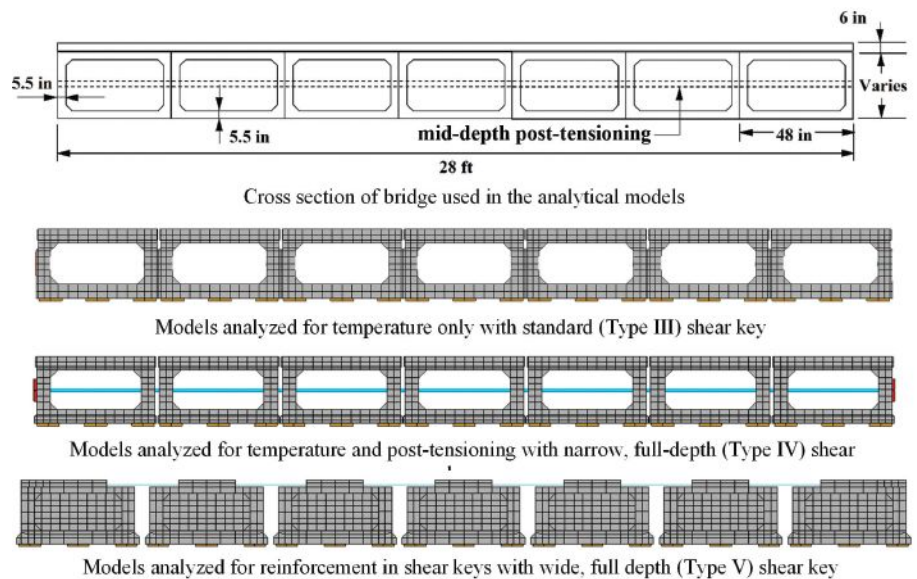 6 in
5.5 in
Varies
5.5 in
mid-depth post-tensioning
48 in
28 ft
Cross section of bridge used in the analytical models
Models analyzed for temperature only with standard (Type III) shear key
Models analyzed for temperature and post-tensioning with narrow, full-depth (Type IV) shear
Models analyzed for reinforcement in shear keys with wide, full depth (Type V) shear key